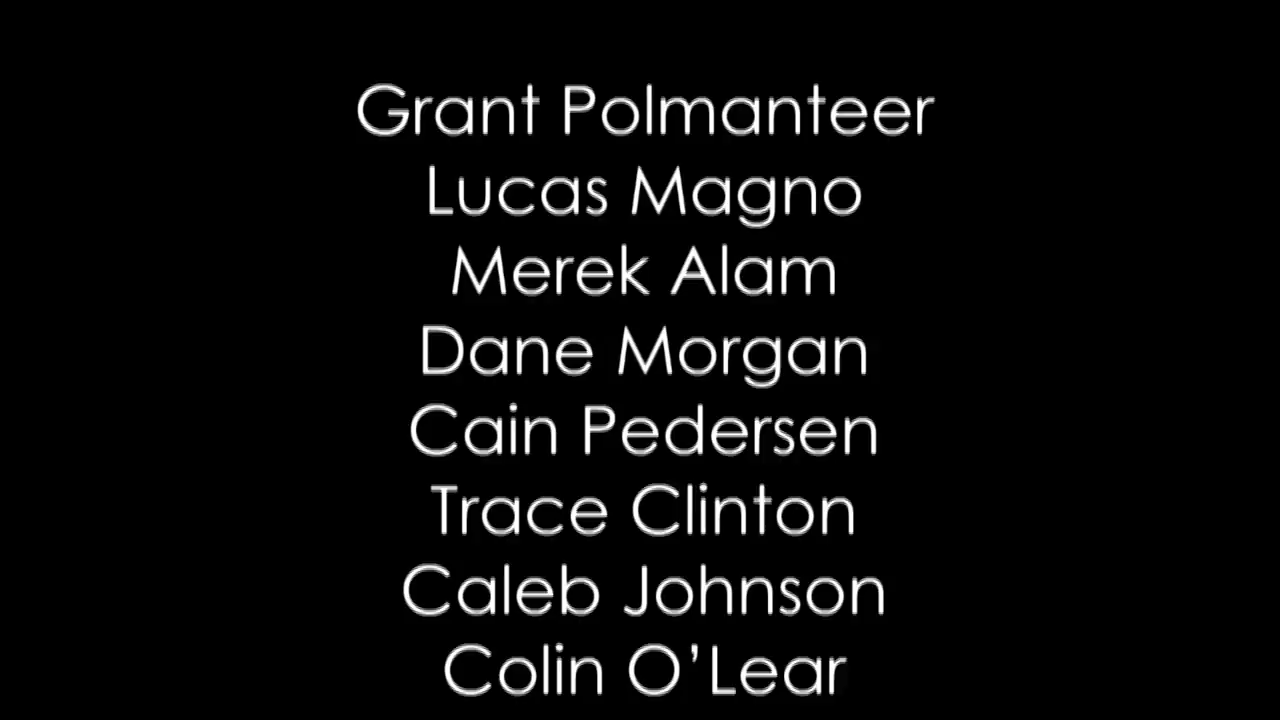 Grant Polmanteer
Lucas Magno
Merek Alam
Dane Morgan
Cain Pedersen
Trace Clinton
Caleb Johnson
Colin O’Lear